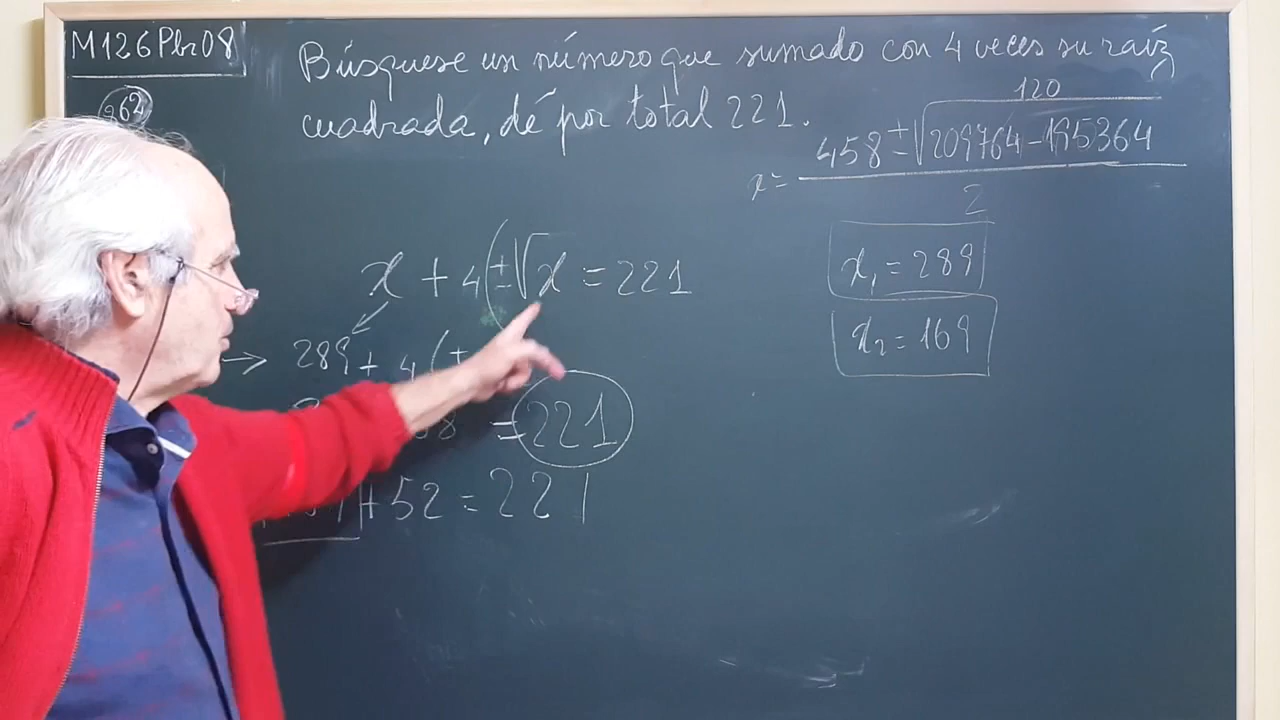 M126Pbr08
362
Búsquese un número que sumado con 4 veces su raíz
cuadrada, dé por total 221.
x + 4(±√x = 221
→ 289 + 4(±
= 221
+ 52 = 221
120
x = 458 ± √209764 - 195364
2
x₁ = 289
x₂ = 169